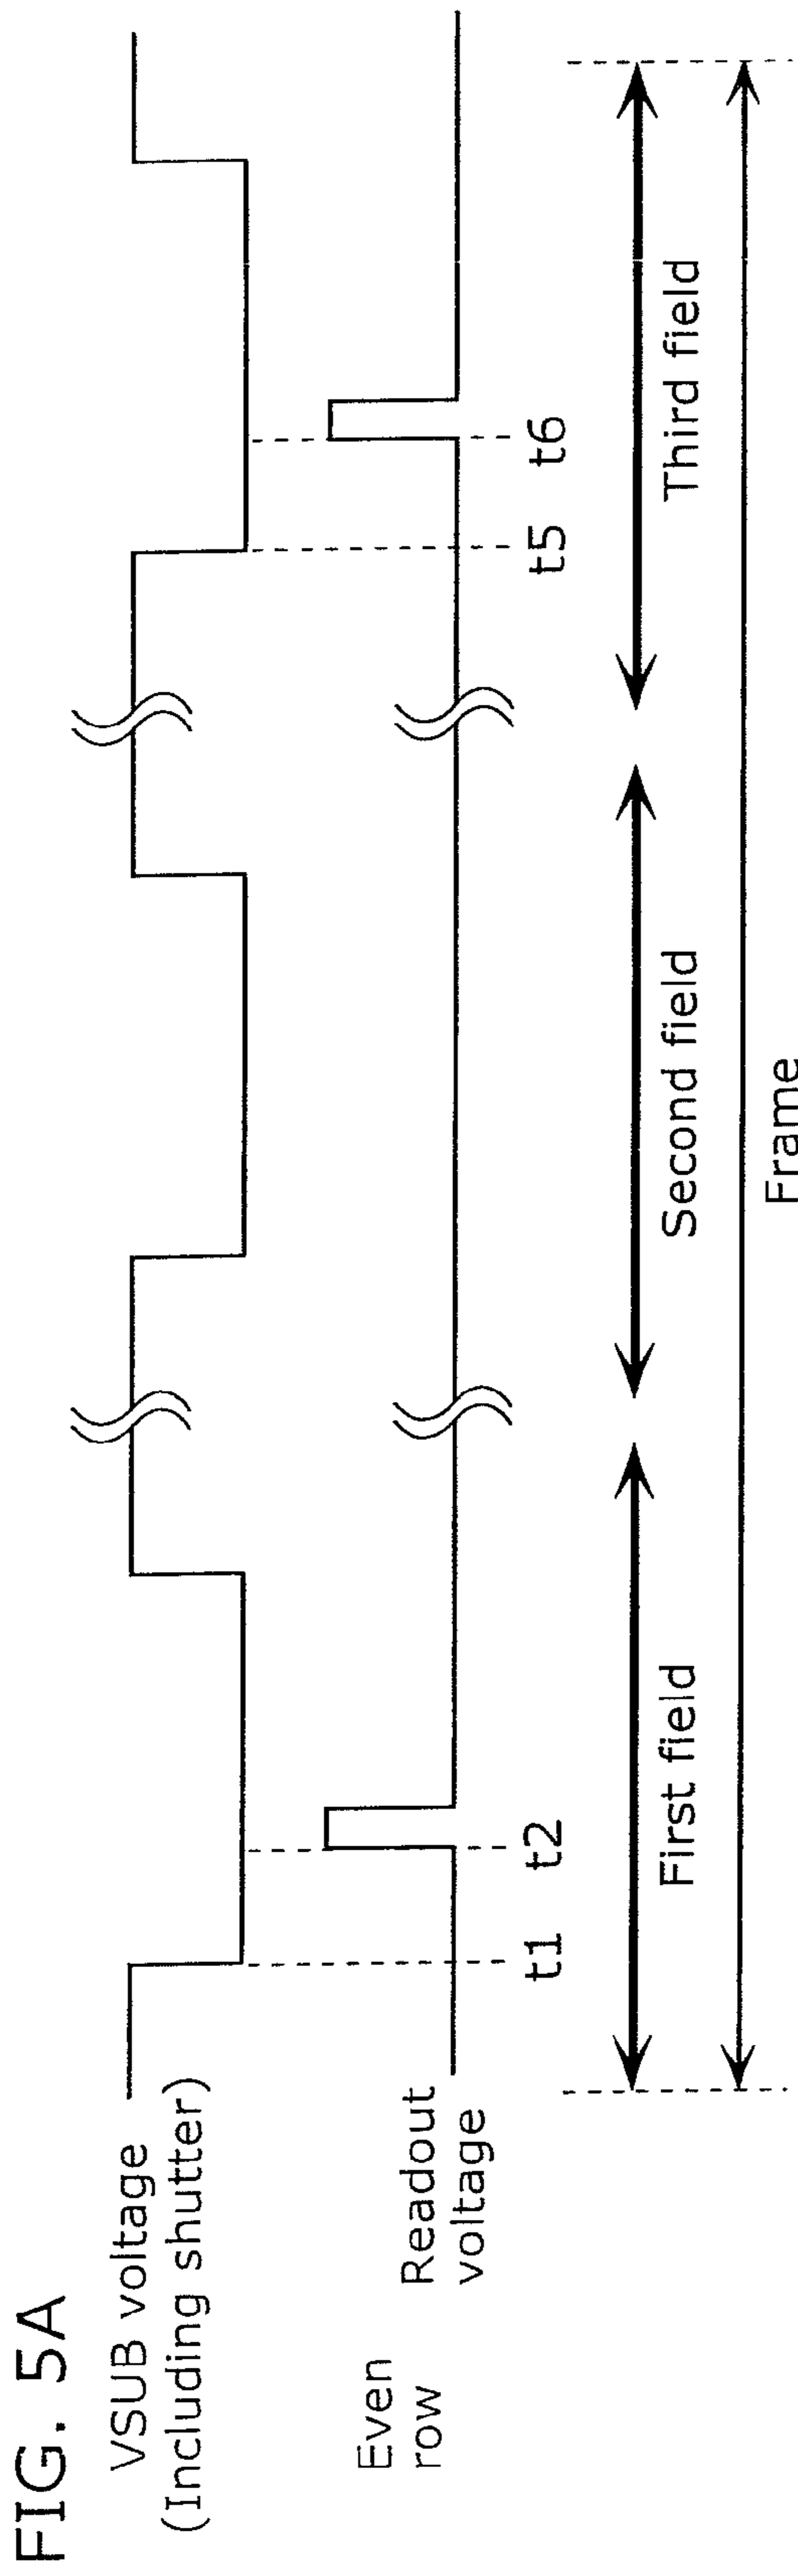 FIG. 5A
VSUB voltage
(Including shutter)
Even
row
Readout
voltage
t1
t2
t5
t6
First field
Second field
Third field
Frame